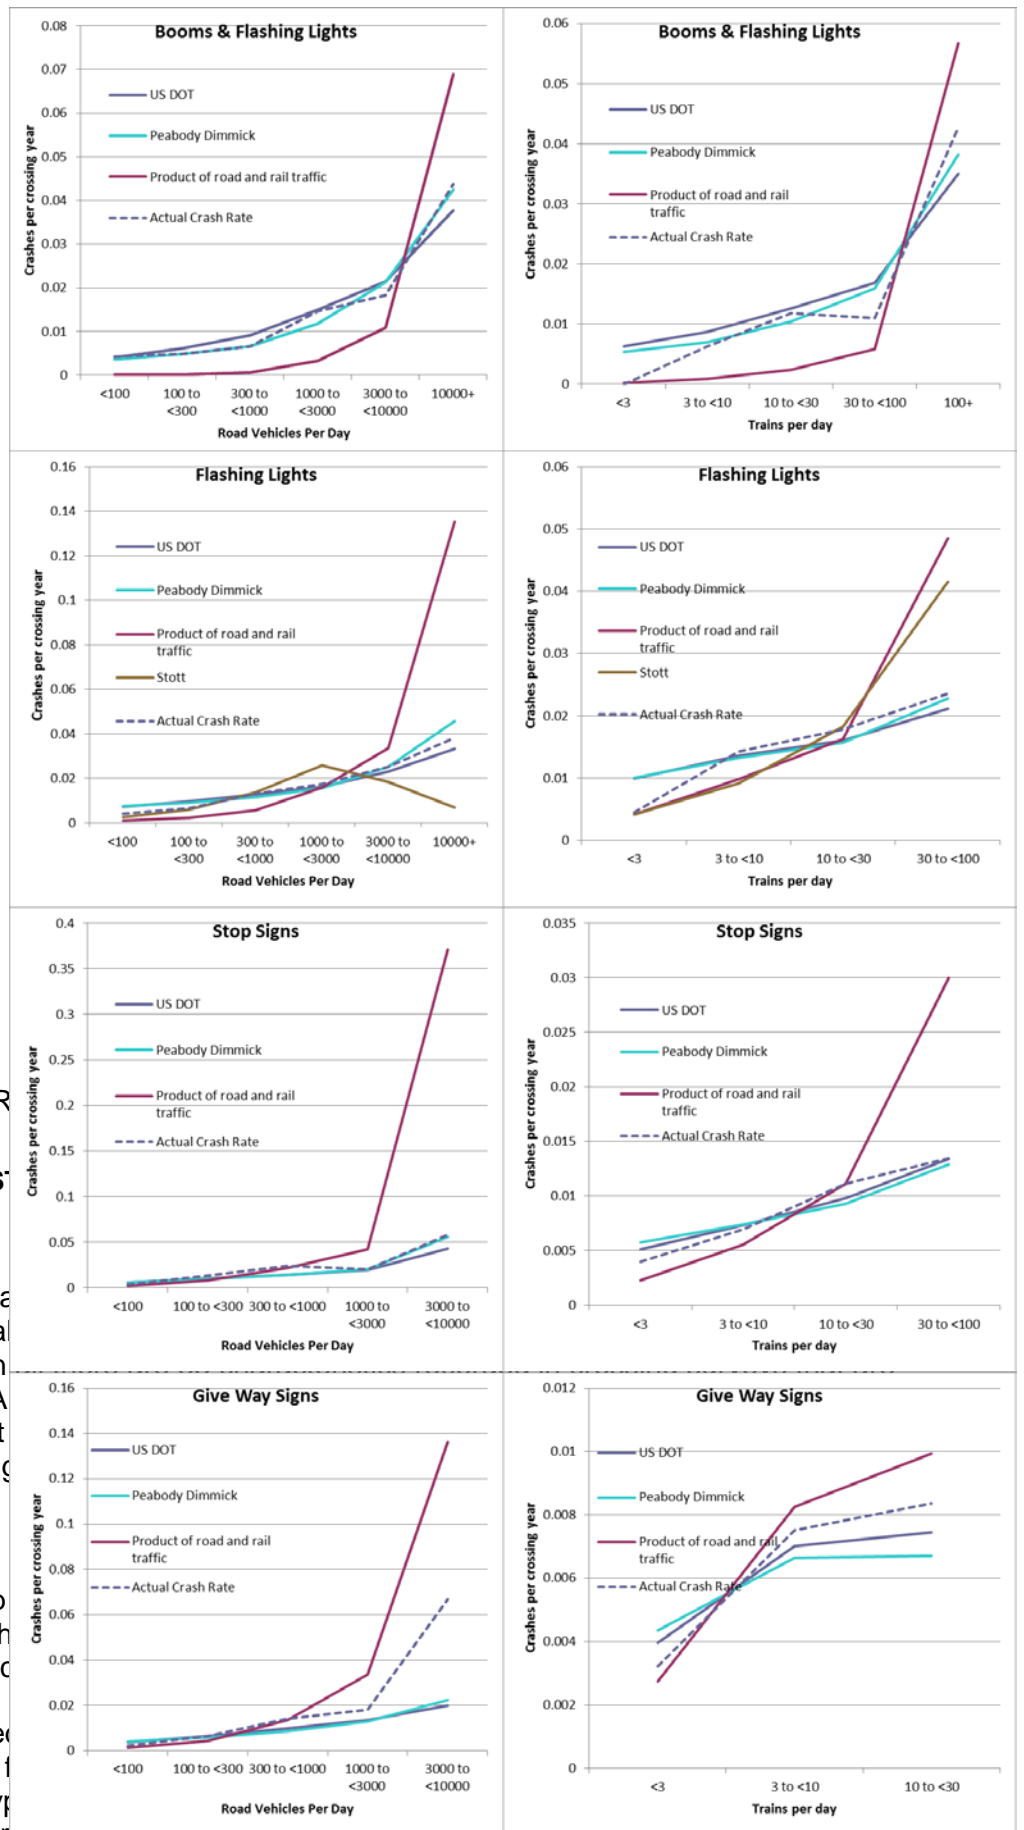 Booms & Flashing Lights
0.08
0.07
0.06
0.05
0.04
0.03
0.02
0.01
0
Crashes per crossing year
US DOT
Peabody Dimmick
Product of road and rail traffic
Actual Crash Rate
<100
100 to
<300
300 to
<1000
1000 to
<3000
3000 to
<10000
10000+
Road Vehicles Per Day
Booms & Flashing Lights
0.06
0.05
0.04
0.03
0.02
0.01
0
Crashes per crossing year
US DOT
Peabody Dimmick
Product of road and rail
traffic
Actual Crash Rate
<3
3 to <10
10 to <30
30 to <100
100+
Trains per day
Flashing Lights
0.16
0.14
0.12
0.1
0.08
0.06
0.04
0.02
0
Crashes per crossing year
US DOT
Peabody Dimmick
Product of road and rail
traffic
Stott
Actual Crash Rate
<100
100 to
<300
300 to
<1000
1000 to
<3000
3000 to
<10000
10000+
Road Vehicles Per Day
Flashing Lights
0.06
0.05
0.04
0.03
0.02
0.01
0
Crashes per crossing year
US DOT
Peabody Dimmick
Product of road and rail
traffic
Stott
Actual Crash Rate
<3
3 to <10
10 to <30
30 to <100
Trains per day
Stop Signs
0.4
0.35
0.3
0.25
0.2
0.15
0.1
0.05
0
Crashes per crossing year
US DOT
Peabody Dimmick
Product of road and rail
traffic
Actual Crash Rate
<100
100 to <300
300 to <1000
1000 to
<3000
3000 to
<10000
Road Vehicles Per Day
Stop Signs
0.035
0.03
0.025
0.02
0.015
0.01
0.005
0
Crashes per crossing year
US DOT
Peabody Dimmick
Product of road and rail
traffic
Actual Crash Rate
<3
3 to <10
10 to <30
30 to <100
Trains per day
Give Way Signs
0.16
0.14
0.12
0.1
0.08
0.06
0.04
0.02
0
Crashes per crossing year
US DOT
Peabody Dimmick
Product of road and rail
traffic
Actual Crash Rate
<100
100 to <300
300 to <1000
1000 to
<3000
3000 to
<10000
Road Vehicles Per Day
Give Way Signs
0.012
0.01
0.008
0.006
0.004
0.002
0
Crashes per crossing year
US DOT
Peabody Dimmick
Product of road and rail
traffic
Actual Crash Rate
<3
3 to <10
10 to <30
Trains per day